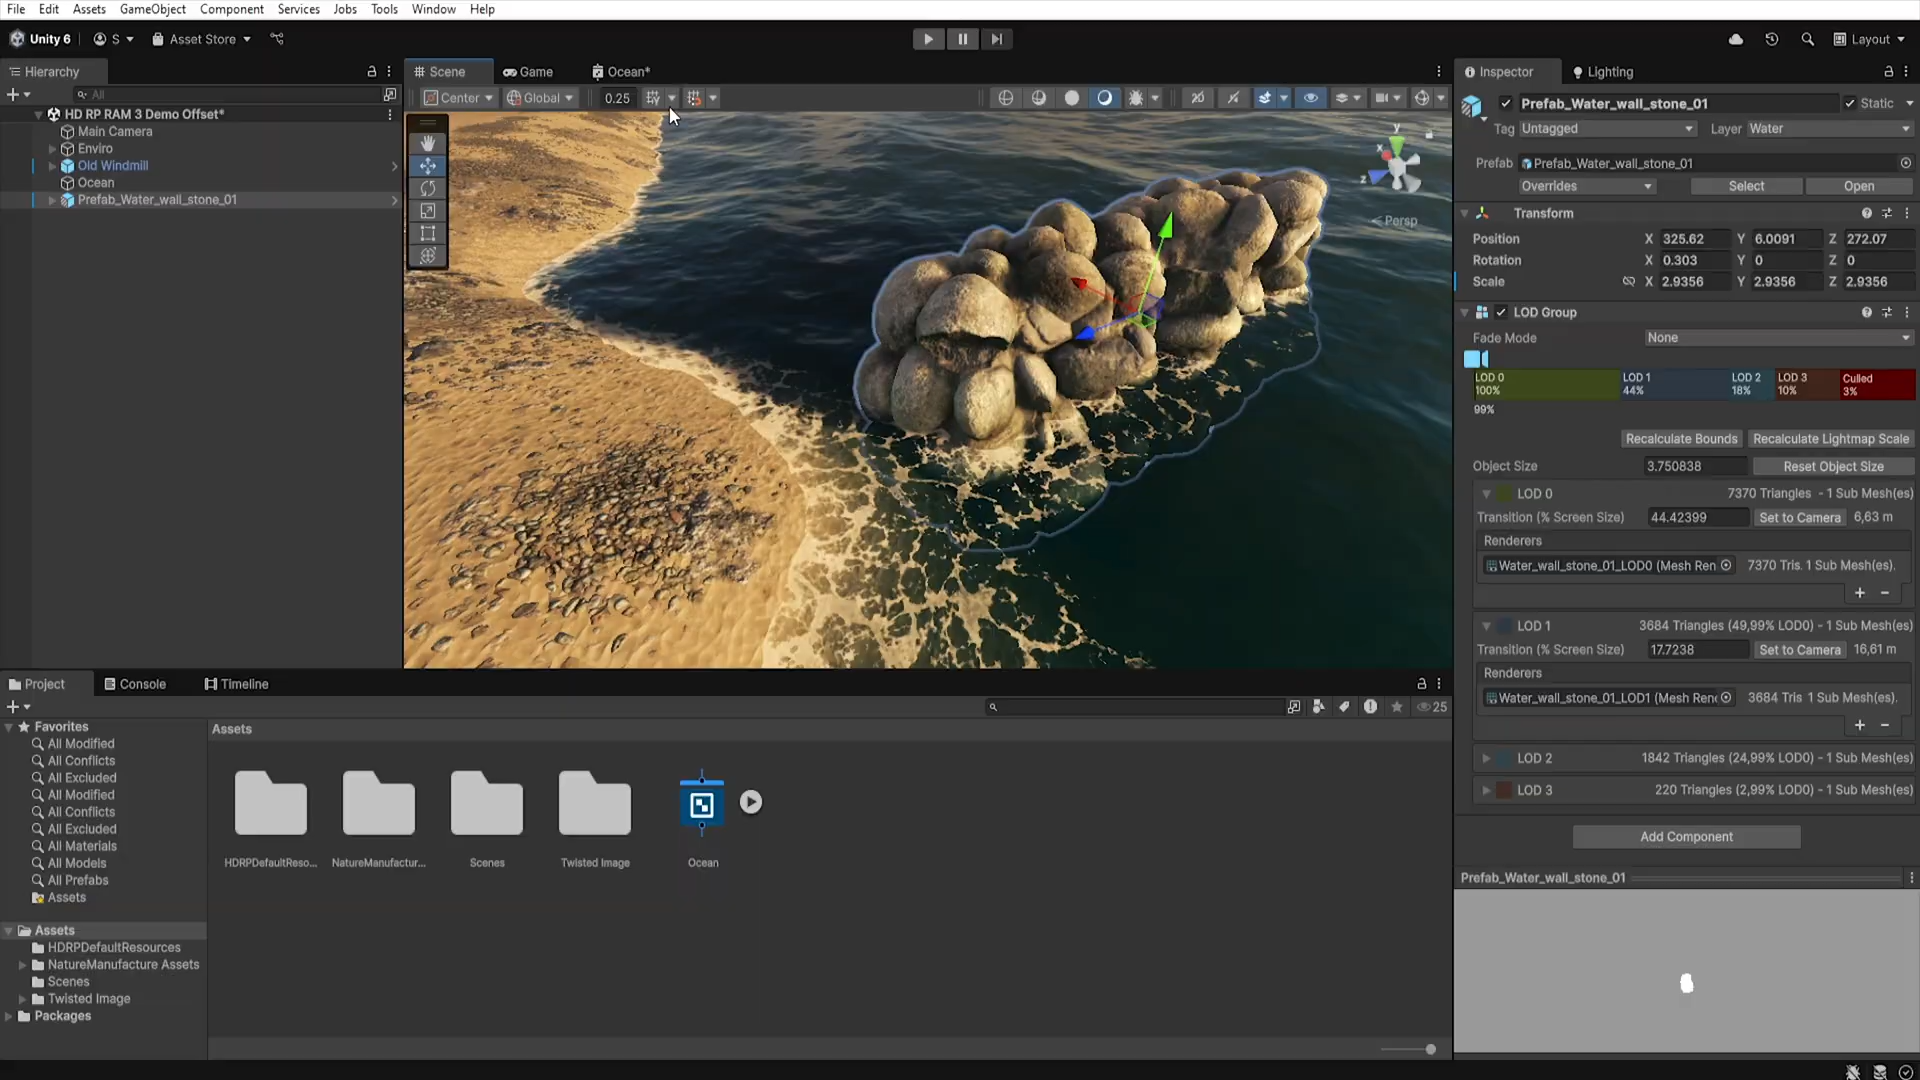 File Edit Assets GameObject Component Services Jobs Tools Window Help
Unity 6 S Asset Store Layout
Hierarchy
All
HD RP RAM 3 Demo Offset*
Main Camera
Enviro
Old Windmill
Ocean
Prefab_Water_wall_stone_01
Scene Game Ocean*
Center Global 0.25 2D
y
x
z
< Persp
Inspector Lighting
Prefab_Water_wall_stone_01 Static
Tag Untagged Layer Water
Prefab Prefab_Water_wall_stone_01
Overrides Select Open
Transform
Position X 325.62 Y 6.0091 Z 272.07
Rotation X 0.303 Y 0 Z 0
Scale X 2.9356 Y 2.9356 Z 2.9356
LOD Group
Fade Mode None
LOD 0 LOD 1 LOD 2 LOD 3 Culled
100% 44% 18% 10% 3%
99%
Recalculate Bounds Recalculate Lightmap Scale
Object Size 3.750838 Reset Object Size
LOD 0 7370 Triangles - 1 Sub Mesh(es)
Transition (% Screen Size) 44.42399 Set to Camera 6,63 m
Renderers
Water_wall_stone_01_LOD0 (Mesh Ren 7370 Tris. 1 Sub Mesh(es).
LOD 1 3684 Triangles (49,99% LOD0) - 1 Sub Mesh(es)
Transition (% Screen Size) 17.7238 Set to Camera 16,61 m
Renderers
Water_wall_stone_01_LOD1 (Mesh Rene 3684 Tris 1 Sub Mesh(es).
LOD 2 1842 Triangles (24,99% LOD0) - 1 Sub Mesh(es)
LOD 3 220 Triangles (2,99% LOD0) - 1 Sub Mesh(es)
Add Component
Prefab_Water_wall_stone_01
Project Console Timeline
25
Favorites
All Modified
All Conflicts
All Excluded
All Modified
All Conflicts
All Excluded
All Materials
All Models
All Prefabs
Assets
Assets
HDRPDefaultResources
NatureManufacture Assets
Scenes
Twisted Image
Packages
Assets
HDRPDefaultReso... NatureManufactur... Scenes Twisted Image Ocean